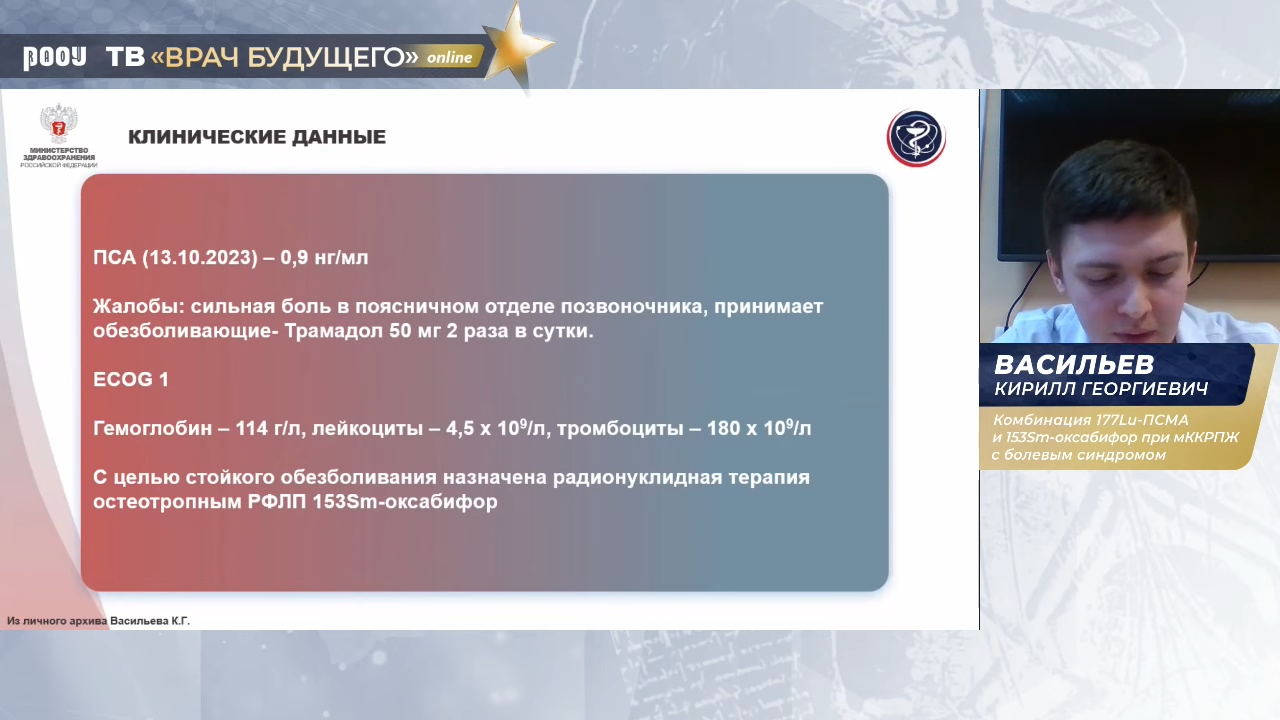 РООУ ТВ «ВРАЧ БУДУЩЕГО» online
МИНИСТЕРСТВО
ЗДРАВООХРАНЕНИЯ
РОССИЙСКОЙ ФЕДЕРАЦИИ
КЛИНИЧЕСКИЕ ДАННЫЕ
ПСА (13.10.2023) – 0,9 нг/мл
Жалобы: сильная боль в поясничном отделе позвоночника, принимает
обезболивающие- Трамадол 50 мг 2 раза в сутки.
ECOG 1
Гемоглобин – 114 г/л, лейкоциты – 4,5 х 10⁹/л, тромбоциты – 180 х 10⁹/л
С целью стойкого обезболивания назначена радионуклидная терапия
остеотропным РФЛП 153Sm-оксабифор
Из личного архива Васильева К.Г.
ВАСИЛЬЕВ
КИРИЛЛ ГЕОРГИЕВИЧ
Комбинация 177Lu-ПСМА
и 153Sm-оксабифор при мККРПЖ
с болевым синдромом